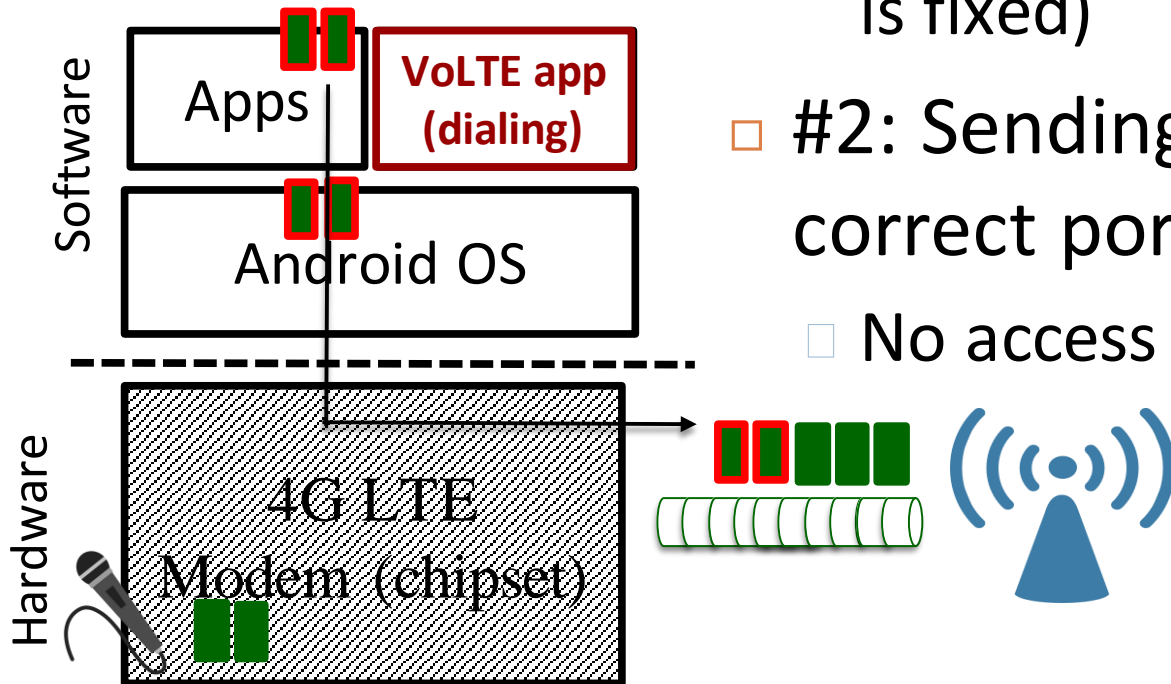 Software
Apps
VoLTE app
(dialing)
Android OS
Hardware
4G LTE
Modem (chipset)
is fixed)
#2: Sending
correct por
No access